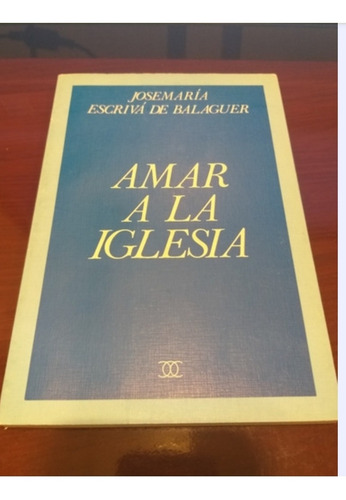 JOSEMARÍA
ESCRIVÁ DE BALAGUER
AMAR
A LA
IGLESIA